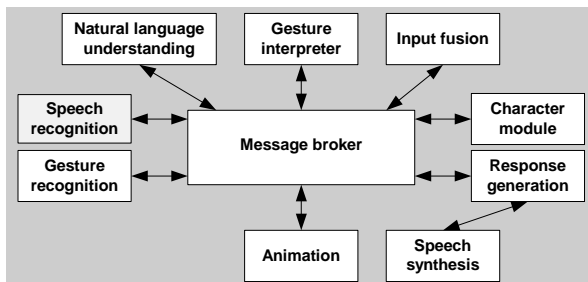 Natural language
understanding
Gesture
interpreter
Input fusion
Speech
recognition
Message broker
Character
module
Gesture
recognition
Response
generation
Animation
Speech
synthesis